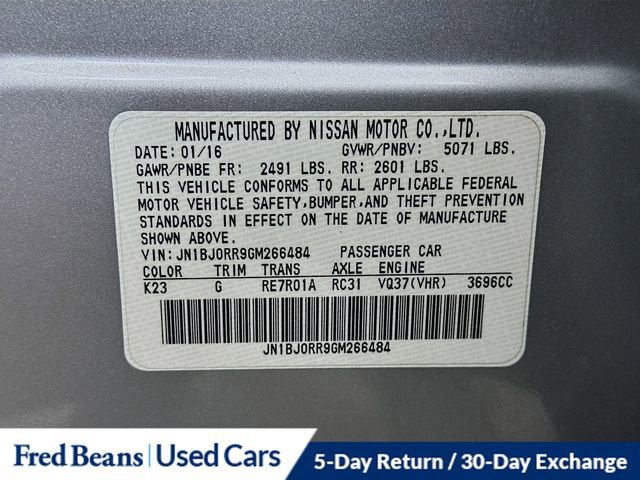 MANUFACTURED BY NISSAN MOTOR CO.,LTD.
DATE: 01/16 GVWR/PNBV: 5071 LBS.
GAWR/PNBE FR: 2491 LBS. RR: 2601 LBS.
THIS VEHICLE CONFORMS TO ALL APPLICABLE FEDERAL
MOTOR VEHICLE SAFETY,BUMPER,AND THEFT PREVENTION
STANDARDS IN EFFECT ON THE DATE OF MANUFACTURE
SHOWN ABOVE.
VIN:JN1BJ0RR9GM266484 PASSENGER CAR
COLOR TRIM TRANS AXLE ENGINE
K23 G RE7R01A RC31 VQ37(VHR) 3696CC
JN1BJ0RR9GM266484
Fred Beans | Used Cars 5-Day Return / 30-Day Exchange